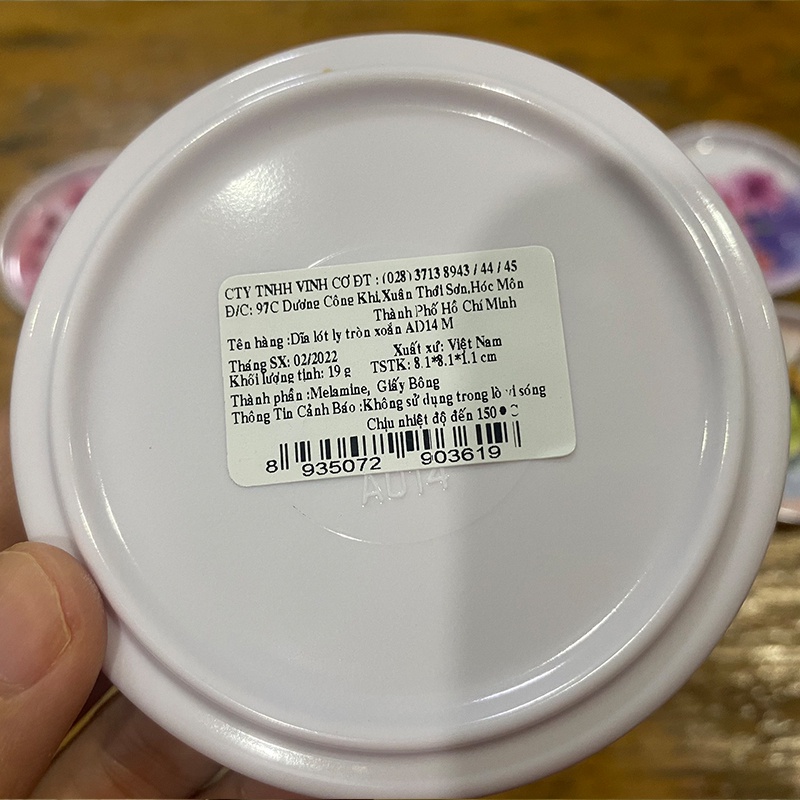 CTY TNHH VINH CƠ ĐT : (028) 3713 8943 / 44 / 45
Đ/C: 97C Dương Công Khi,Xuân Thới Sơn,Hóc Môn
Thành Phố Hồ Chí Minh
Tên hàng :Dĩa lót ly tròn xoắn AD14 M
Tháng SX: 02/2022 Xuất xứ: Việt Nam
Khối lượng tịnh: 19 g TSTK: 8.1*8.1*1.1 cm
Thành phần :Melamine, Giấy Bông
Thông Tin Cảnh Báo :Không sử dụng trong lò vi sóng
Chịu nhiệt độ đến 150°C
8 935072 903619
AD14